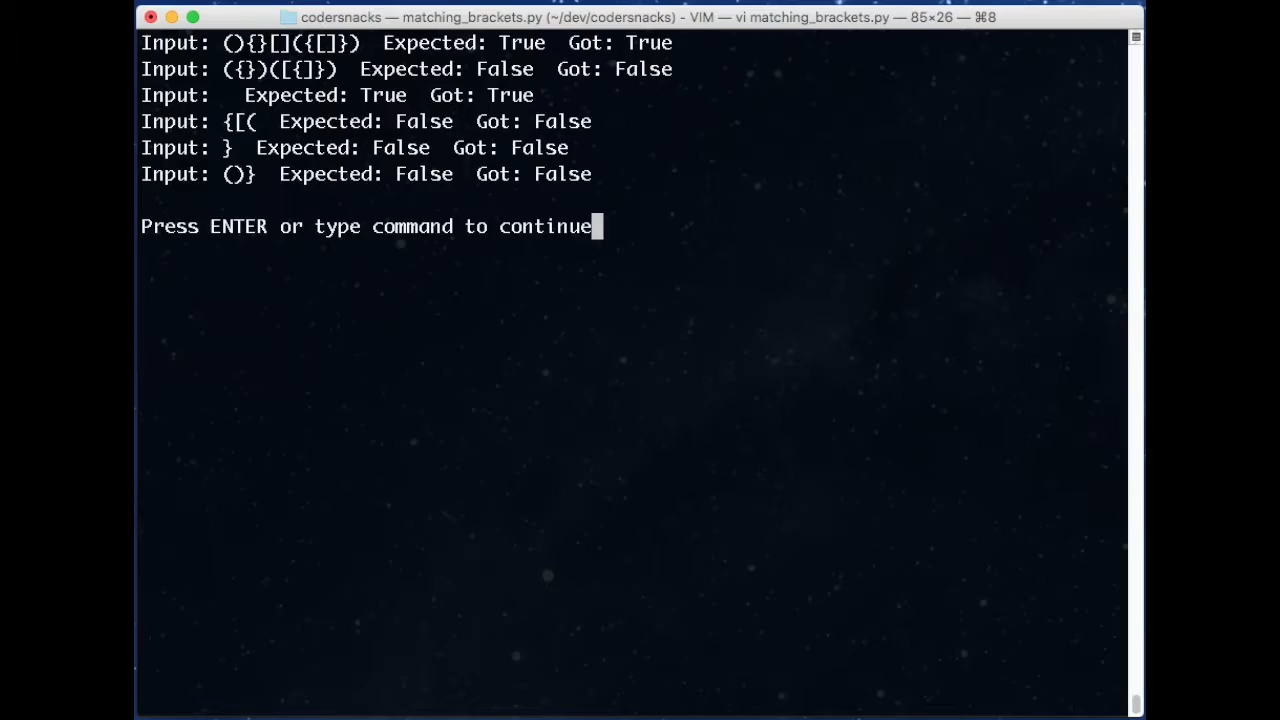 codersnacks — matching_brackets.py (~/dev/codersnacks) - VIM — vi matching_brackets.py — 85×26 — ⌘8
Input: (){}[]({[]})  Expected: True  Got: True
Input: ({})([{]})  Expected: False  Got: False
Input:   Expected: True  Got: True
Input: {[(  Expected: False  Got: False
Input: }  Expected: False  Got: False
Input: ()}  Expected: False  Got: False
Press ENTER or type command to continue